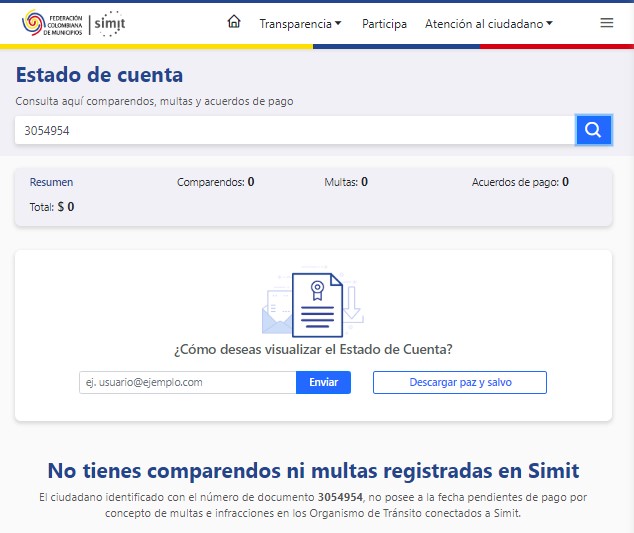 FEDERACIÓN
COLOMBIANA
DE MUNICIPIOS
simit
Transparencia
Participa
Atención al ciudadano
Estado de cuenta
Consulta aquí comparendos, multas y acuerdos de pago
3054954
Resumen
Comparendos: 0
Multas: 0
Acuerdos de pago: 0
Total: $ 0
¿Cómo deseas visualizar el Estado de Cuenta?
ej. usuario@ejemplo.com
Enviar
Descargar paz y salvo
No tienes comparendos ni multas registradas en Simit
El ciudadano identificado con el número de documento 3054954, no posee a la fecha pendientes de pago por
concepto de multas e infracciones en los Organismo de Tránsito conectados a Simit.